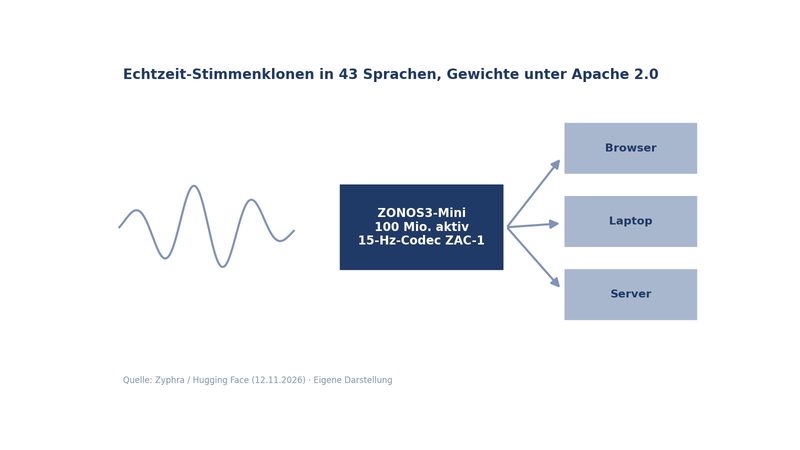 Echtzeit-Stimmenklonen in 43 Sprachen, Gewichte unter Apache 2.0
ZONOS3-Mini
100 Mio. aktiv
15-Hz-Codec ZAC-1
Browser
Laptop
Server
Quelle: Zyphra / Hugging Face (12.11.2026) · Eigene Darstellung